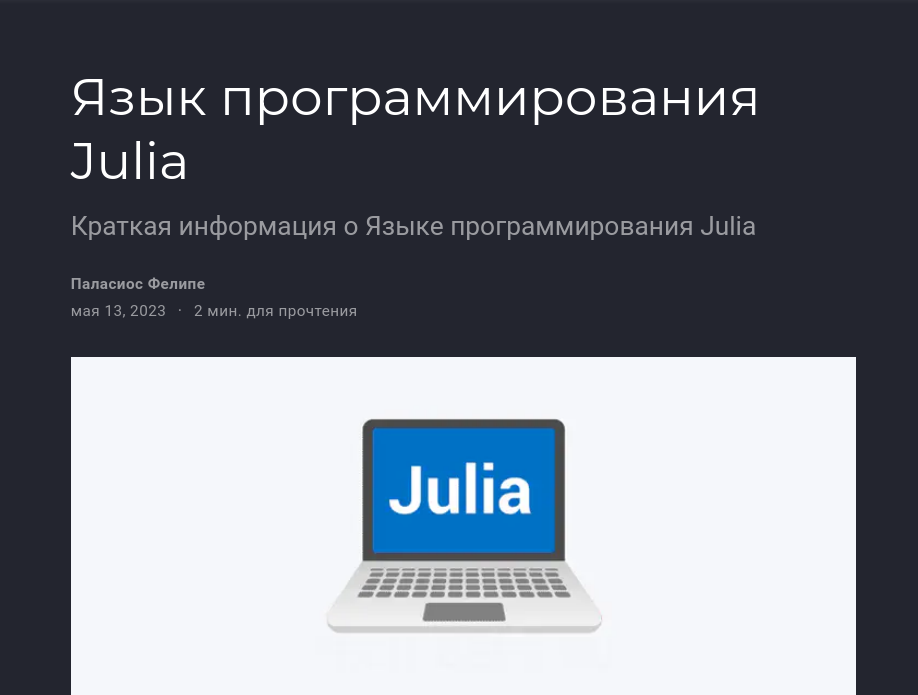 Язык программирования
Julia
Краткая информация о Языке программирования Julia
Паласиос Фелипе
мая 13, 2023 · 2 мин. для прочтения
Julia